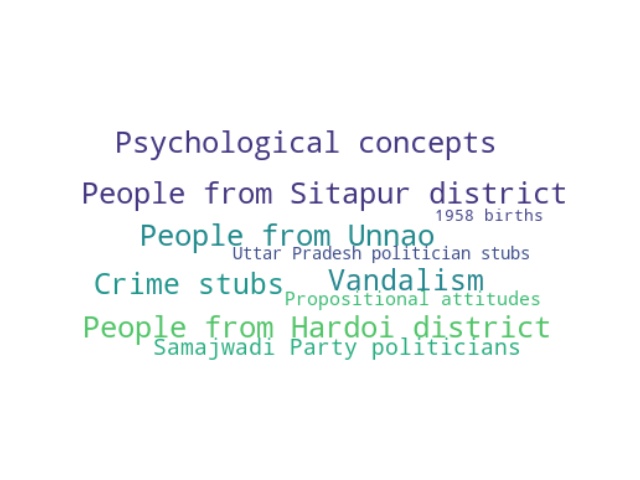 Psychological concepts
People from Sitapur district
1958 births
People from Unnao
Uttar Pradesh politician stubs
Crime stubs
Vandalism
Propositional attitudes
People from Hardoi district
Samajwadi Party politicians